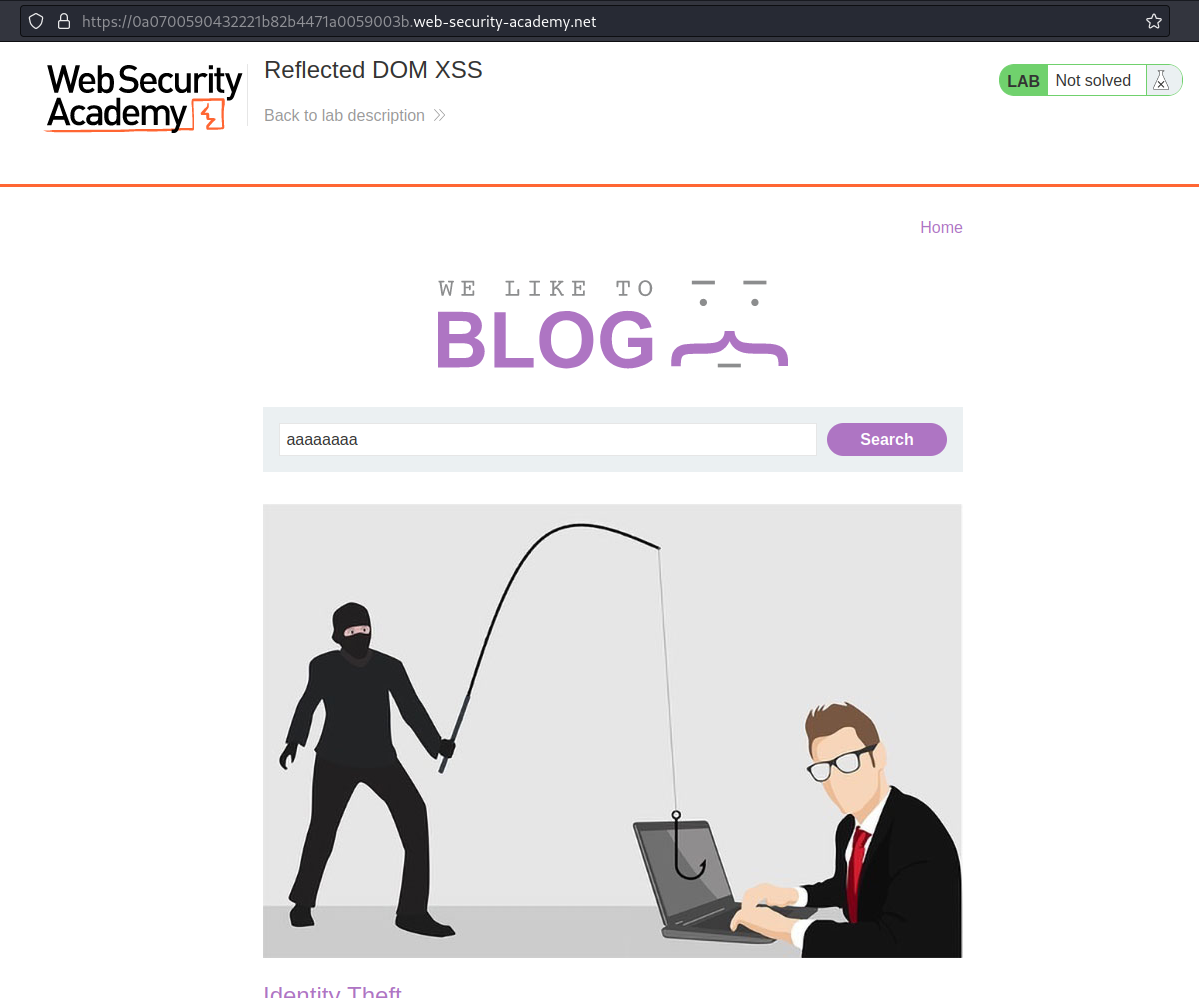 https://0a0700590432221b82b4471a0059003b.web-security-academy.net
Web Security
Academy
Reflected DOM XSS
Back to lab description
LAB Not solved
Home
WE LIKE TO
BLOG
aaaaaaaa
Search
Identity Theft